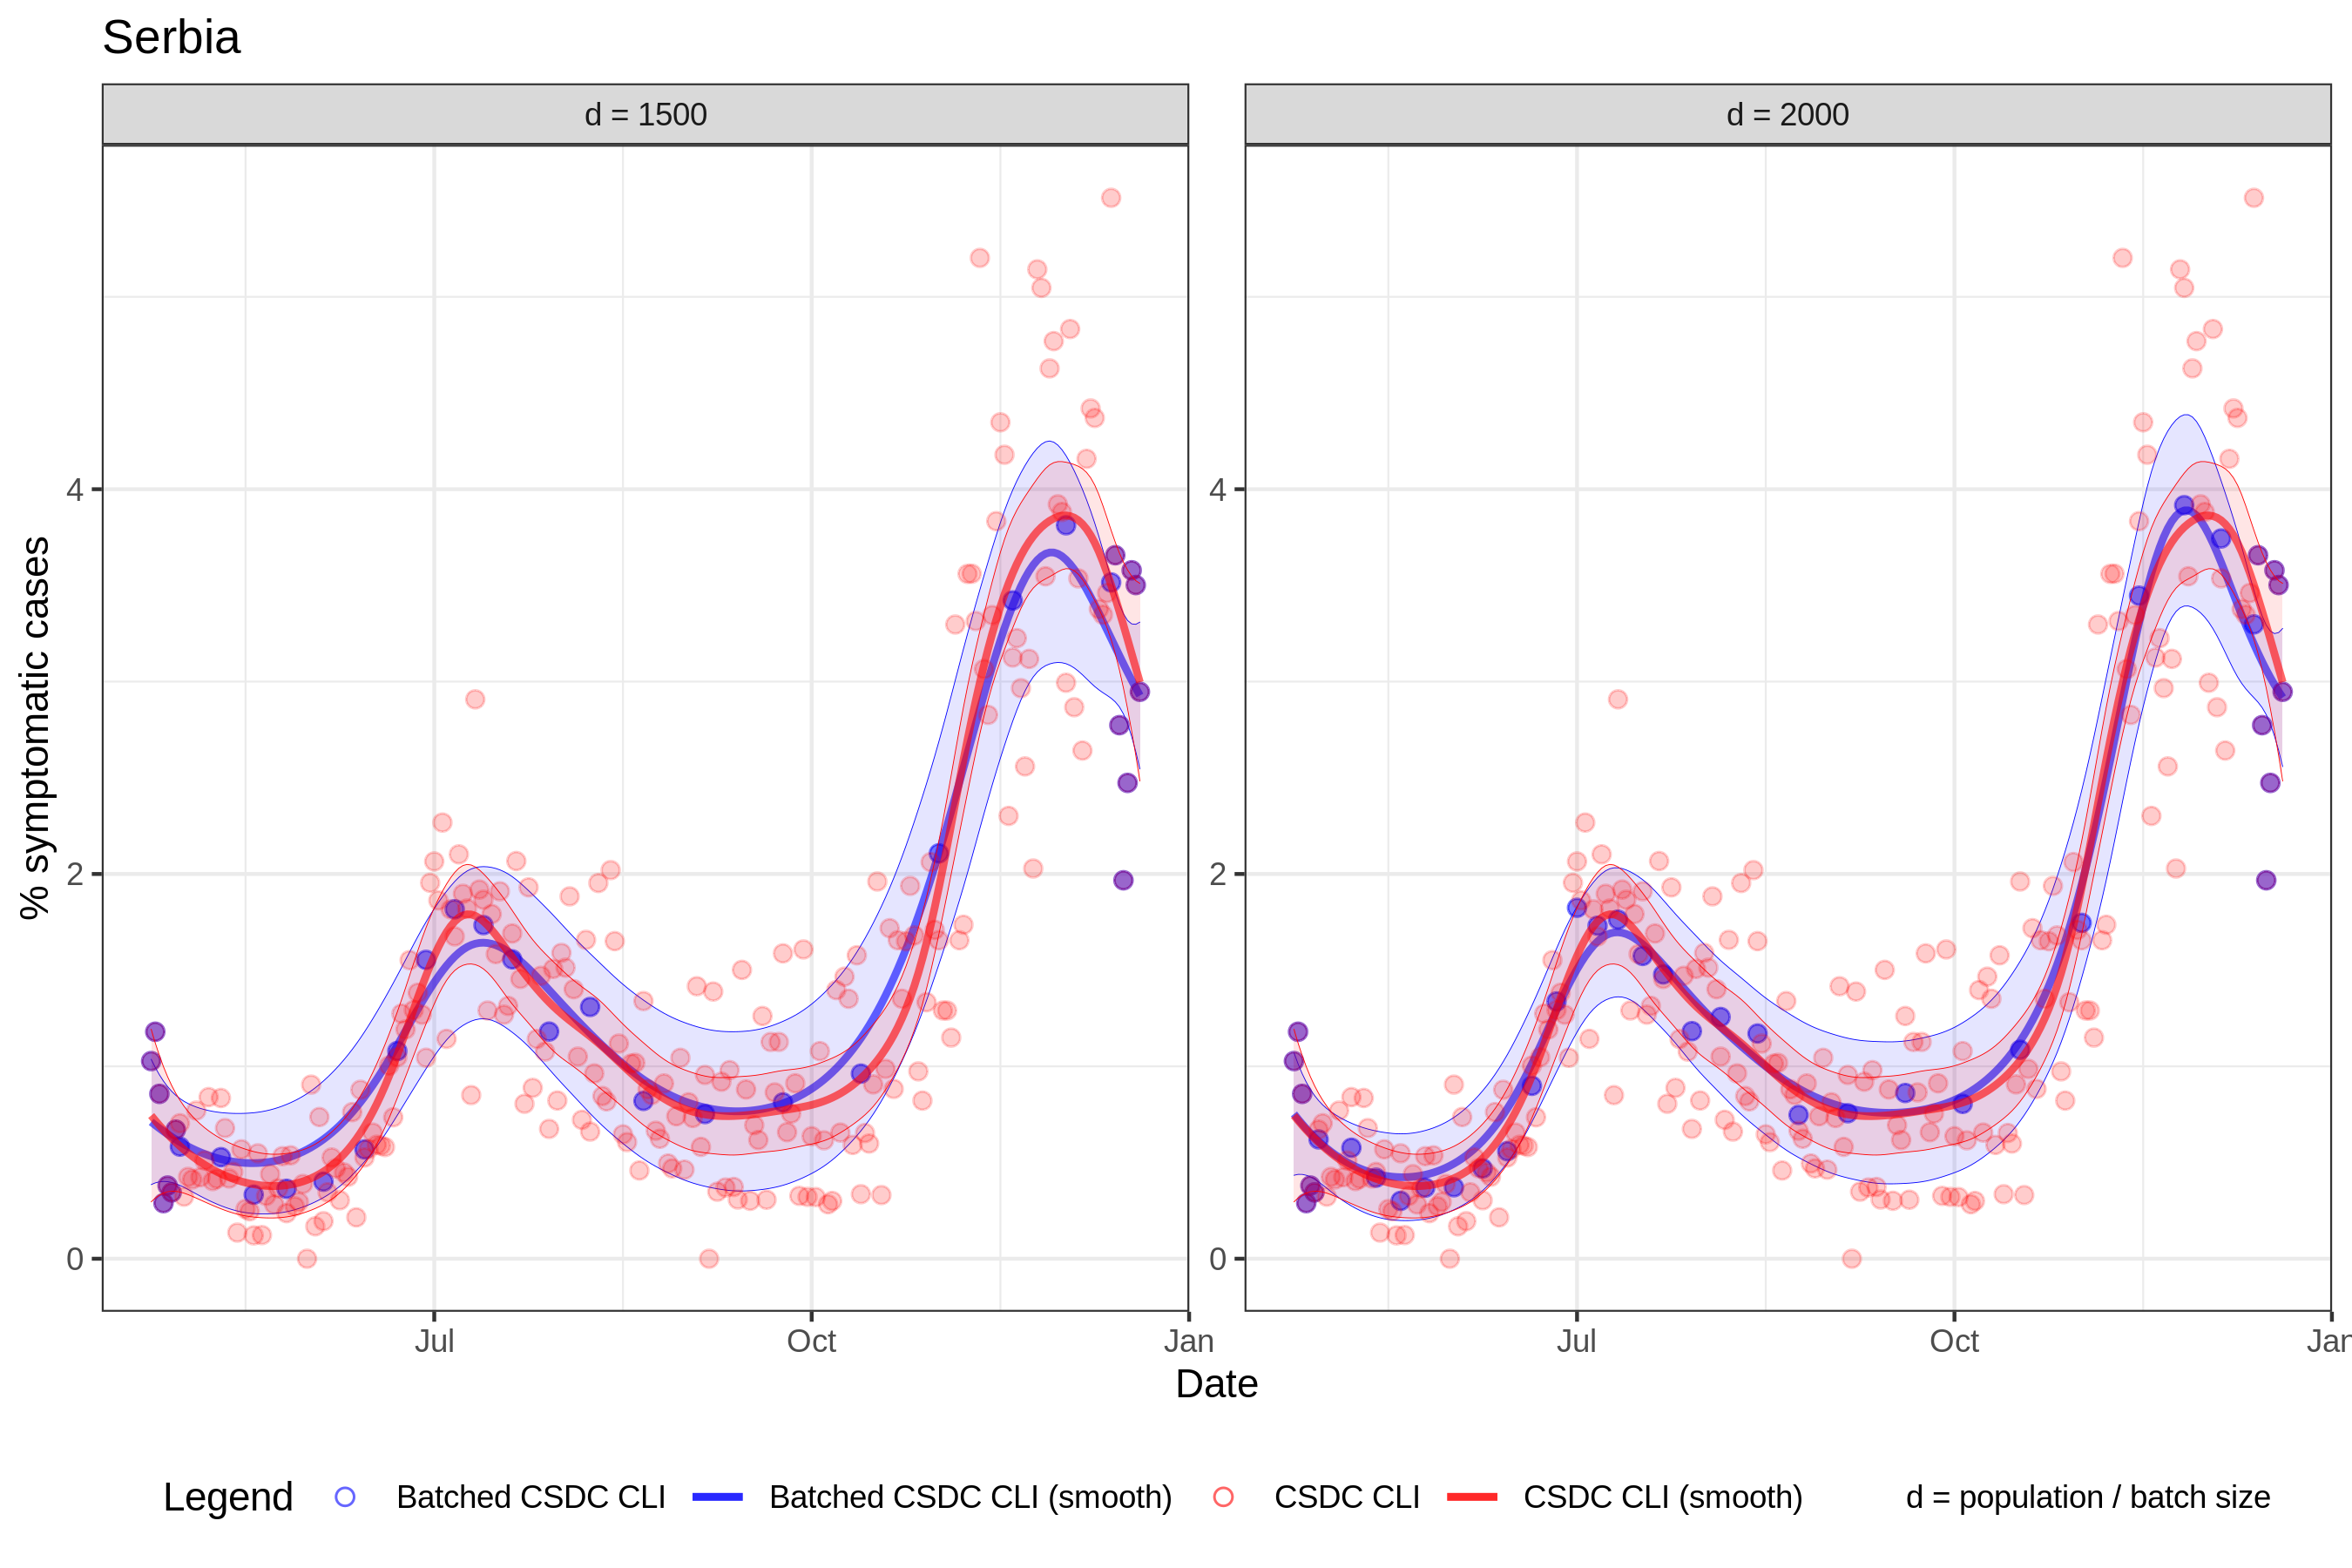 Serbia
d = 1500
d = 2000
% symptomatic cases
4
2
0
4
2
0
Jul
Oct
Jan
Jul
Oct
Jan
Date
Legend
Batched CSDC CLI
Batched CSDC CLI (smooth)
CSDC CLI
CSDC CLI (smooth)
d = population / batch size